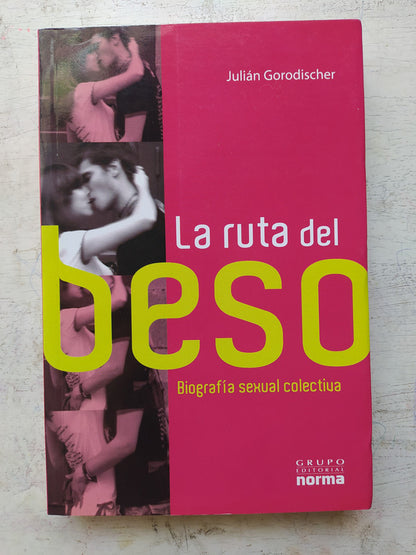 Julián Gorodischer
La ruta del
beso
Biografía sexual colectiva
GRUPO
EDITORIAL
norma